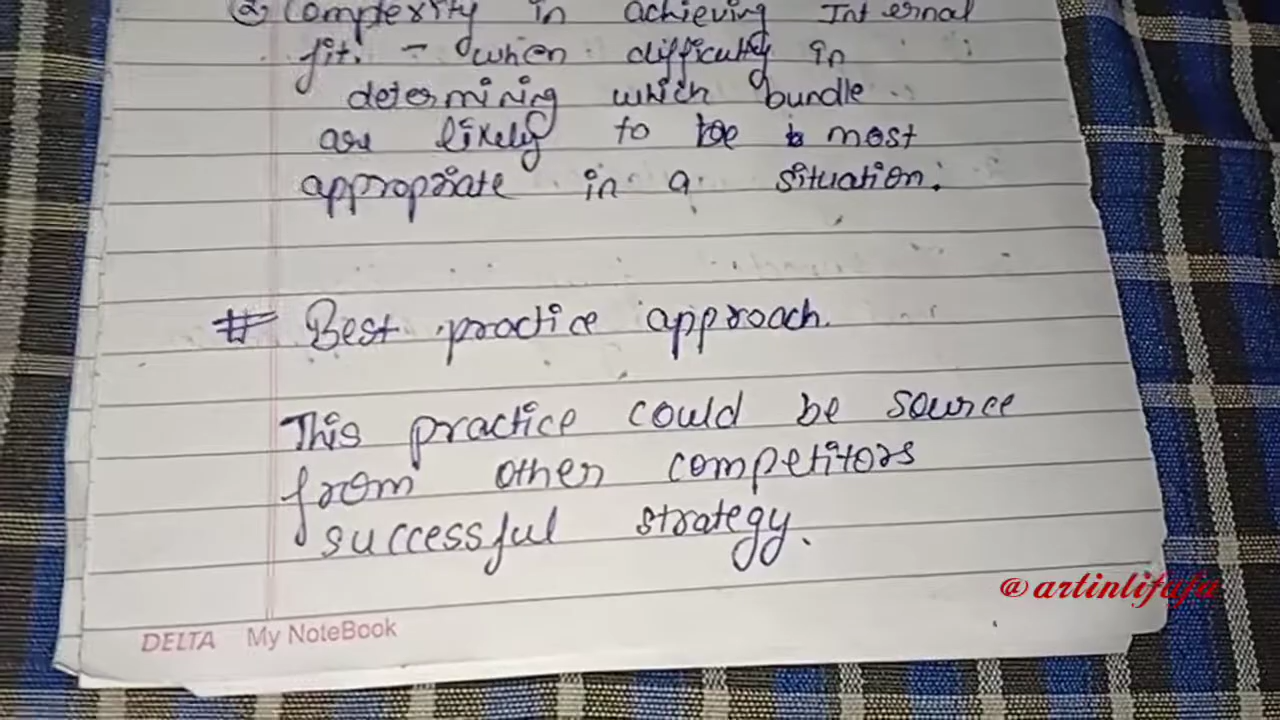 2) Complexity in achieving Internal
fit. - when difficulty in
determining which bundle
are likely to be most
appropriate in a situation.
# Best practice approach.
This practice could be source
from other competitors
successful strategy.
@artinlifafa
DELTA My NoteBook